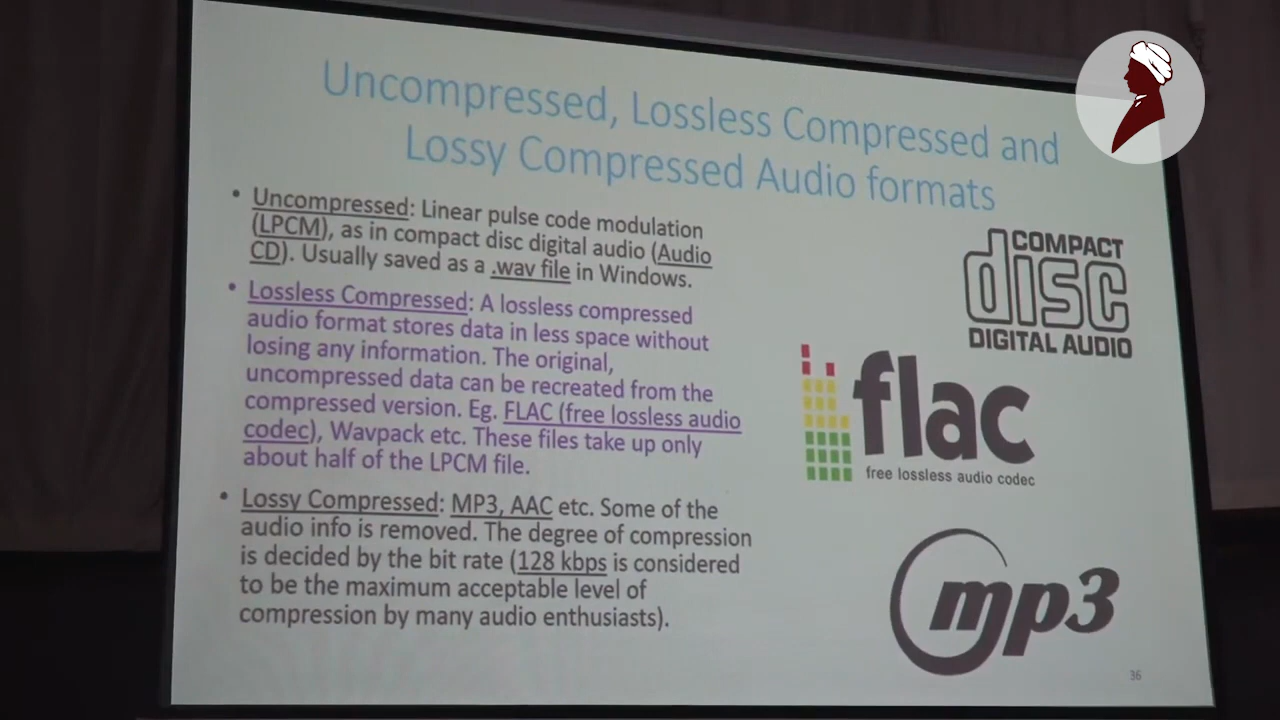 Uncompressed, Lossless Compressed and
Lossy Compressed Audio formats
• Uncompressed: Linear pulse code modulation
(LPCM), as in compact disc digital audio (Audio
CD). Usually saved as a .wav file in Windows.
• Lossless Compressed: A lossless compressed
audio format stores data in less space without
losing any information. The original,
uncompressed data can be recreated from the
compressed version. Eg. FLAC (free lossless audio
codec), Wavpack etc. These files take up only
about half of the LPCM file.
• Lossy Compressed: MP3, AAC etc. Some of the
audio info is removed. The degree of compression
is decided by the bit rate (128 kbps is considered
to be the maximum acceptable level of
compression by many audio enthusiasts).
COMPACT
disc
DIGITAL AUDIO
flac
free lossless audio codec
mp3
36